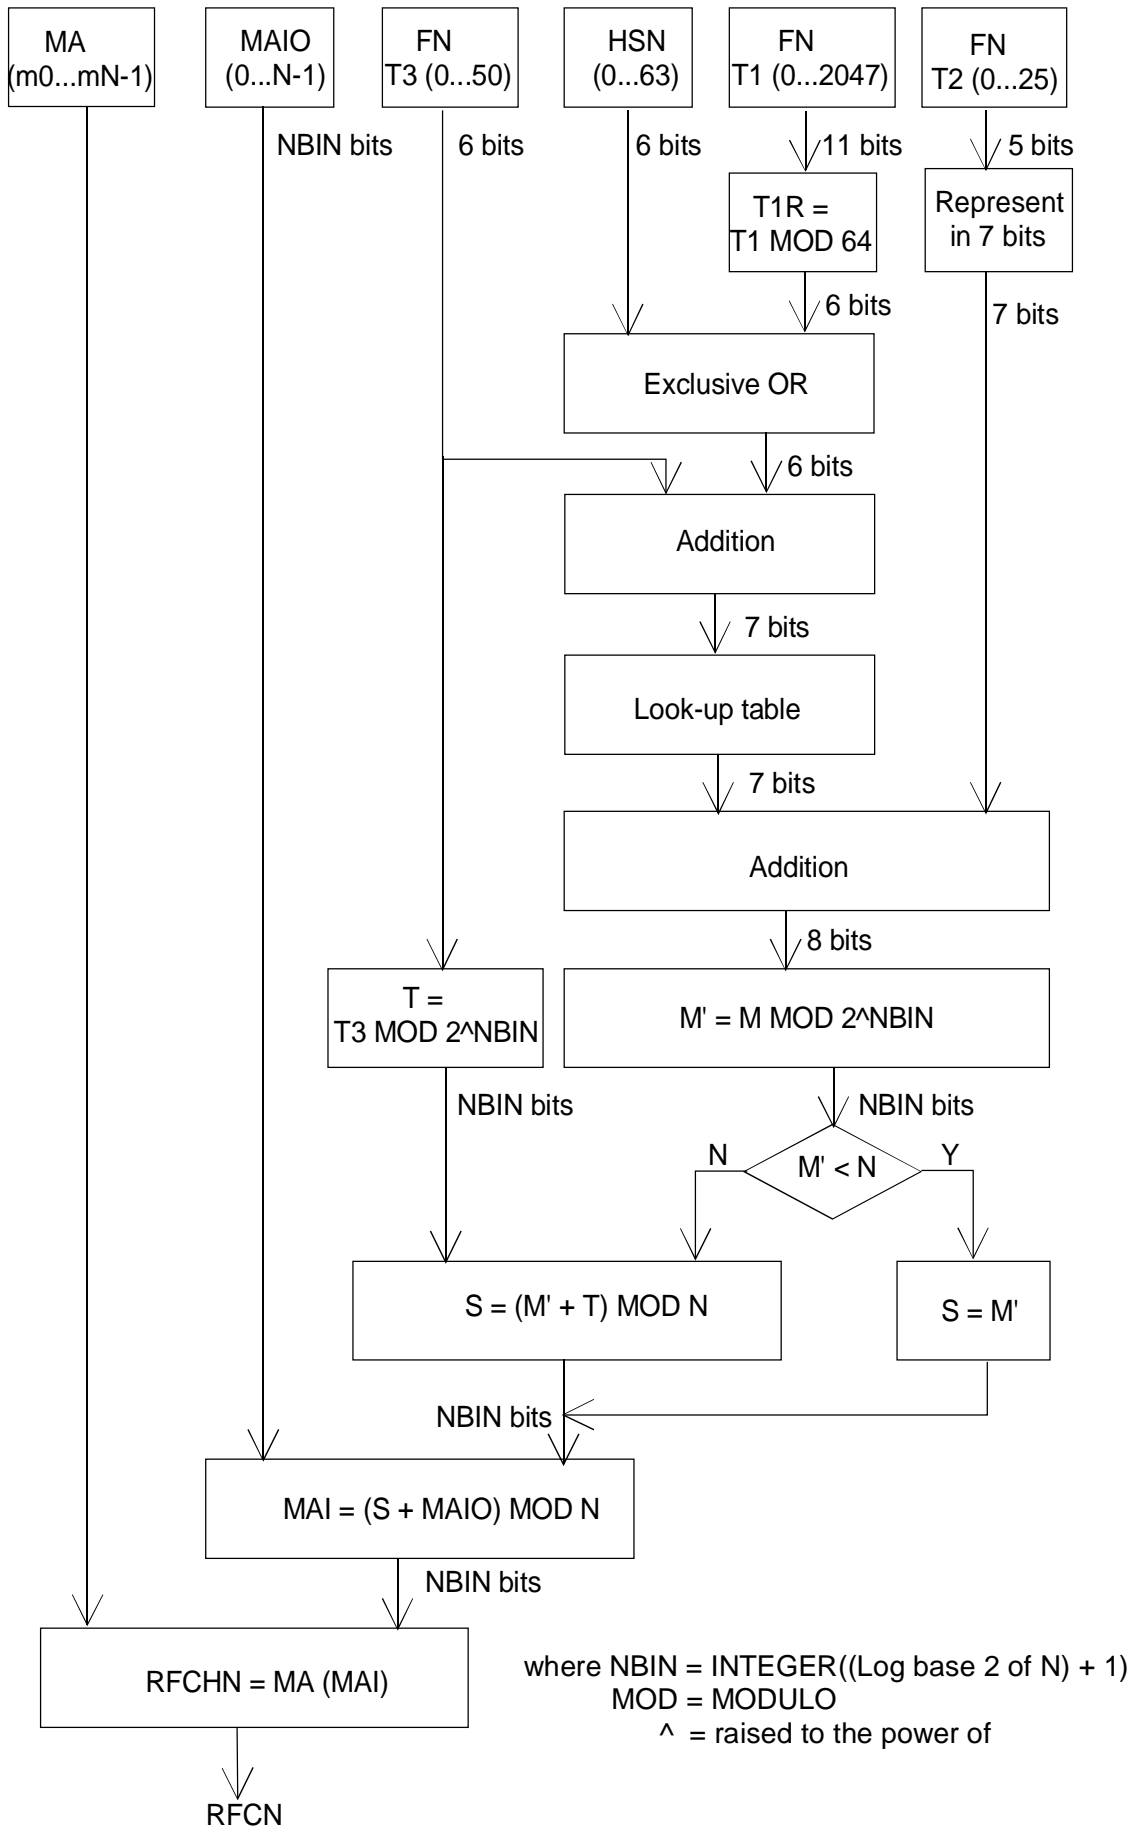 MA
(m0...mN-1)
MAIO
(0...N-1)
FN
T3 (0...50)
HSN
(0...63)
FN
T1 (0...2047)
FN
T2 (0...25)
NBIN bits
6 bits
6 bits
11 bits
5 bits
T1R =
T1 MOD 64
Represent
in 7 bits
6 bits
7 bits
Exclusive OR
6 bits
Addition
7 bits
Look-up table
7 bits
Addition
8 bits
T =
T3 MOD 2^NBIN
M' = M MOD 2^NBIN
NBIN bits
NBIN bits
N
M' < N
Y
S = (M' + T) MOD N
S = M'
NBIN bits
MAI = (S + MAIO) MOD N
NBIN bits
RFCHN = MA (MAI)
where NBIN = INTEGER((Log base 2 of N) + 1)
MOD = MODULO
^ = raised to the power of
RFCN